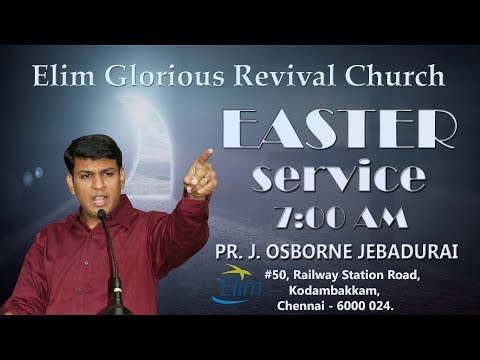 Elim Glorious Revival Church
EASTER
service
7:00 AM
PR. J. OSBORNE JEBADURAI
#50, Railway Station Road,
Kodambakkam,
Chennai - 6000 024.
Elim